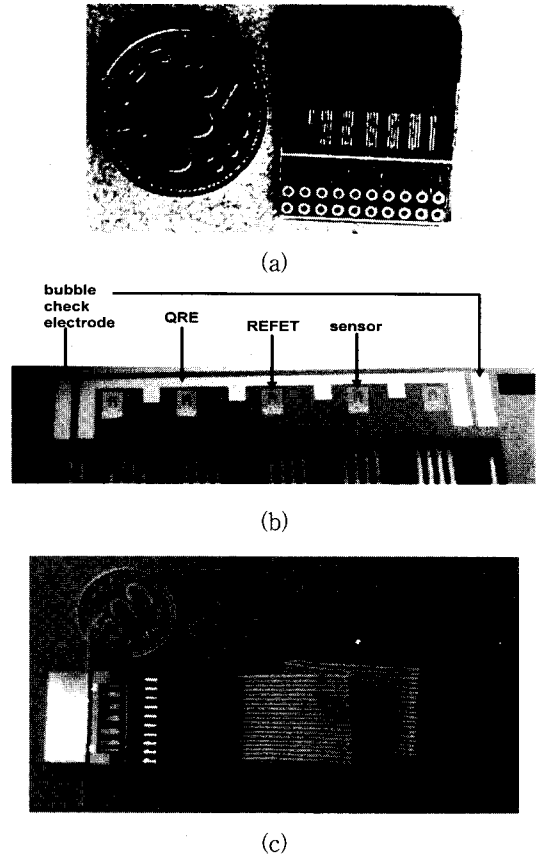 (a)
bubble
check
electrode
QRE
REFET
sensor
(b)
(c)